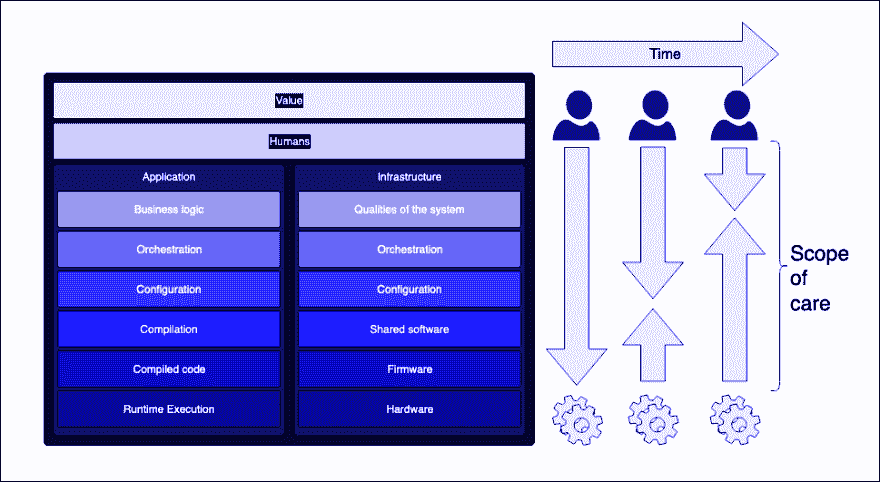 Time
Value
Humans
Application
Infrastructure
Business logic
Qualities of the system
Orchestration
Orchestration
Configuration
Configuration
Compilation
Shared software
Compiled code
Firmware
Runtime Execution
Hardware
Scope
of
care